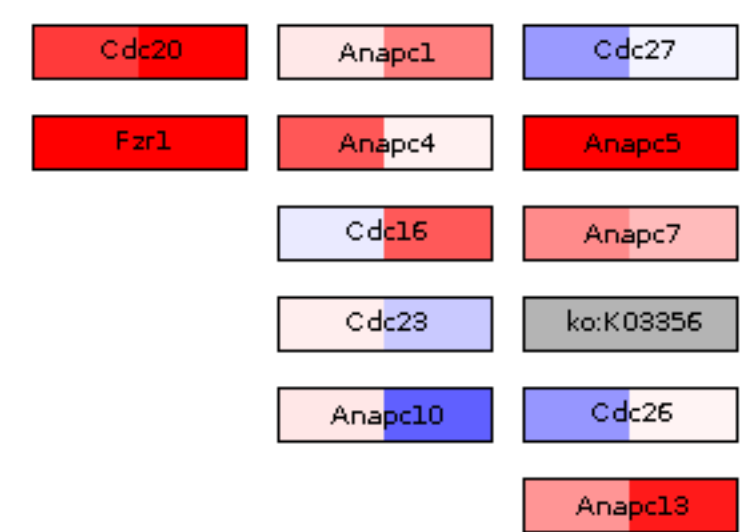 Cdc20 Anapc1 Cdc27
Fzr1 Anapc4 Anapc5
Cdc16 Anapc7
Cdc23 ko:K03356
Anapc10 Cdc26
Anapc13